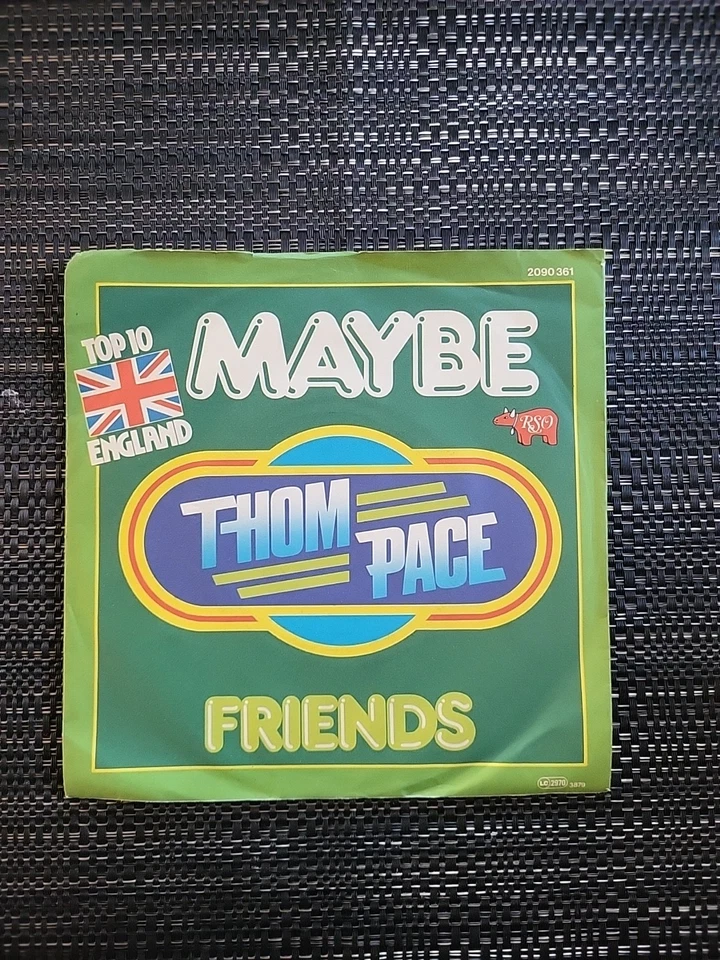 2090 361
MAYBE
TOP 10
ENGLAND
RSO
THOM
PACE
FRIENDS
LC 2970 3879